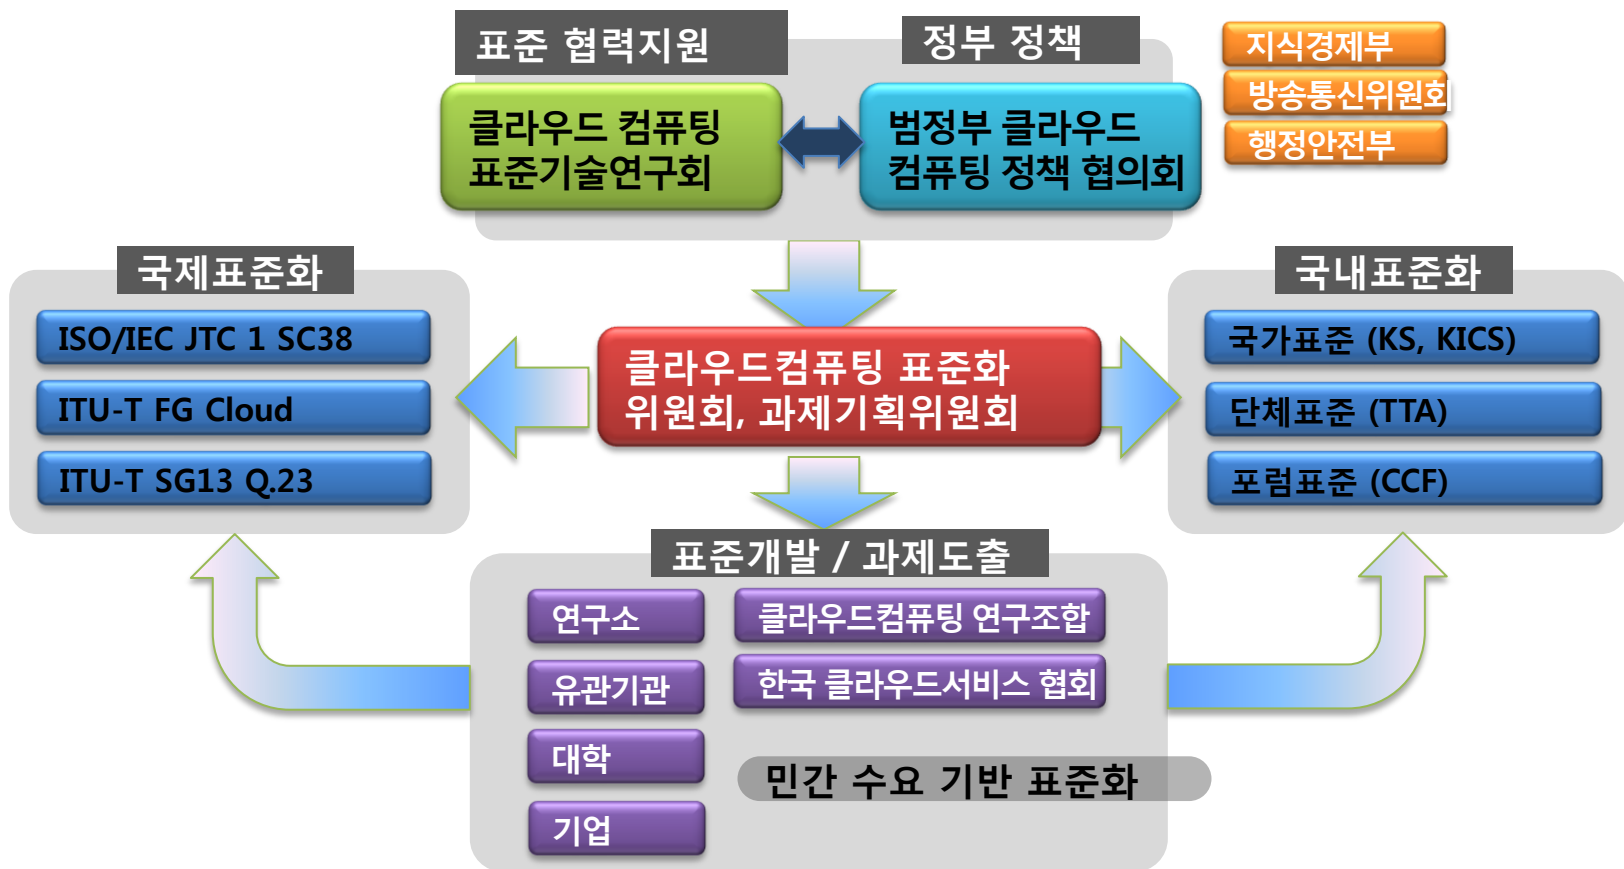 표준 협력지원
정부 정책
지식경제부
방송통신위원회
행정안전부
클라우드 컴퓨팅
표준기술연구회
범정부 클라우드
컴퓨팅 정책 협의회
국제표준화
ISO/IEC JTC 1 SC38
ITU-T FG Cloud
ITU-T SG13 Q.23
클라우드컴퓨팅 표준화
위원회, 과제기획위원회
국내표준화
국가표준 (KS, KICS)
단체표준 (TTA)
포럼표준 (CCF)
표준개발 / 과제도출
연구소
유관기관
대학
기업
클라우드컴퓨팅 연구조합
한국 클라우드서비스 협회
민간 수요 기반 표준화